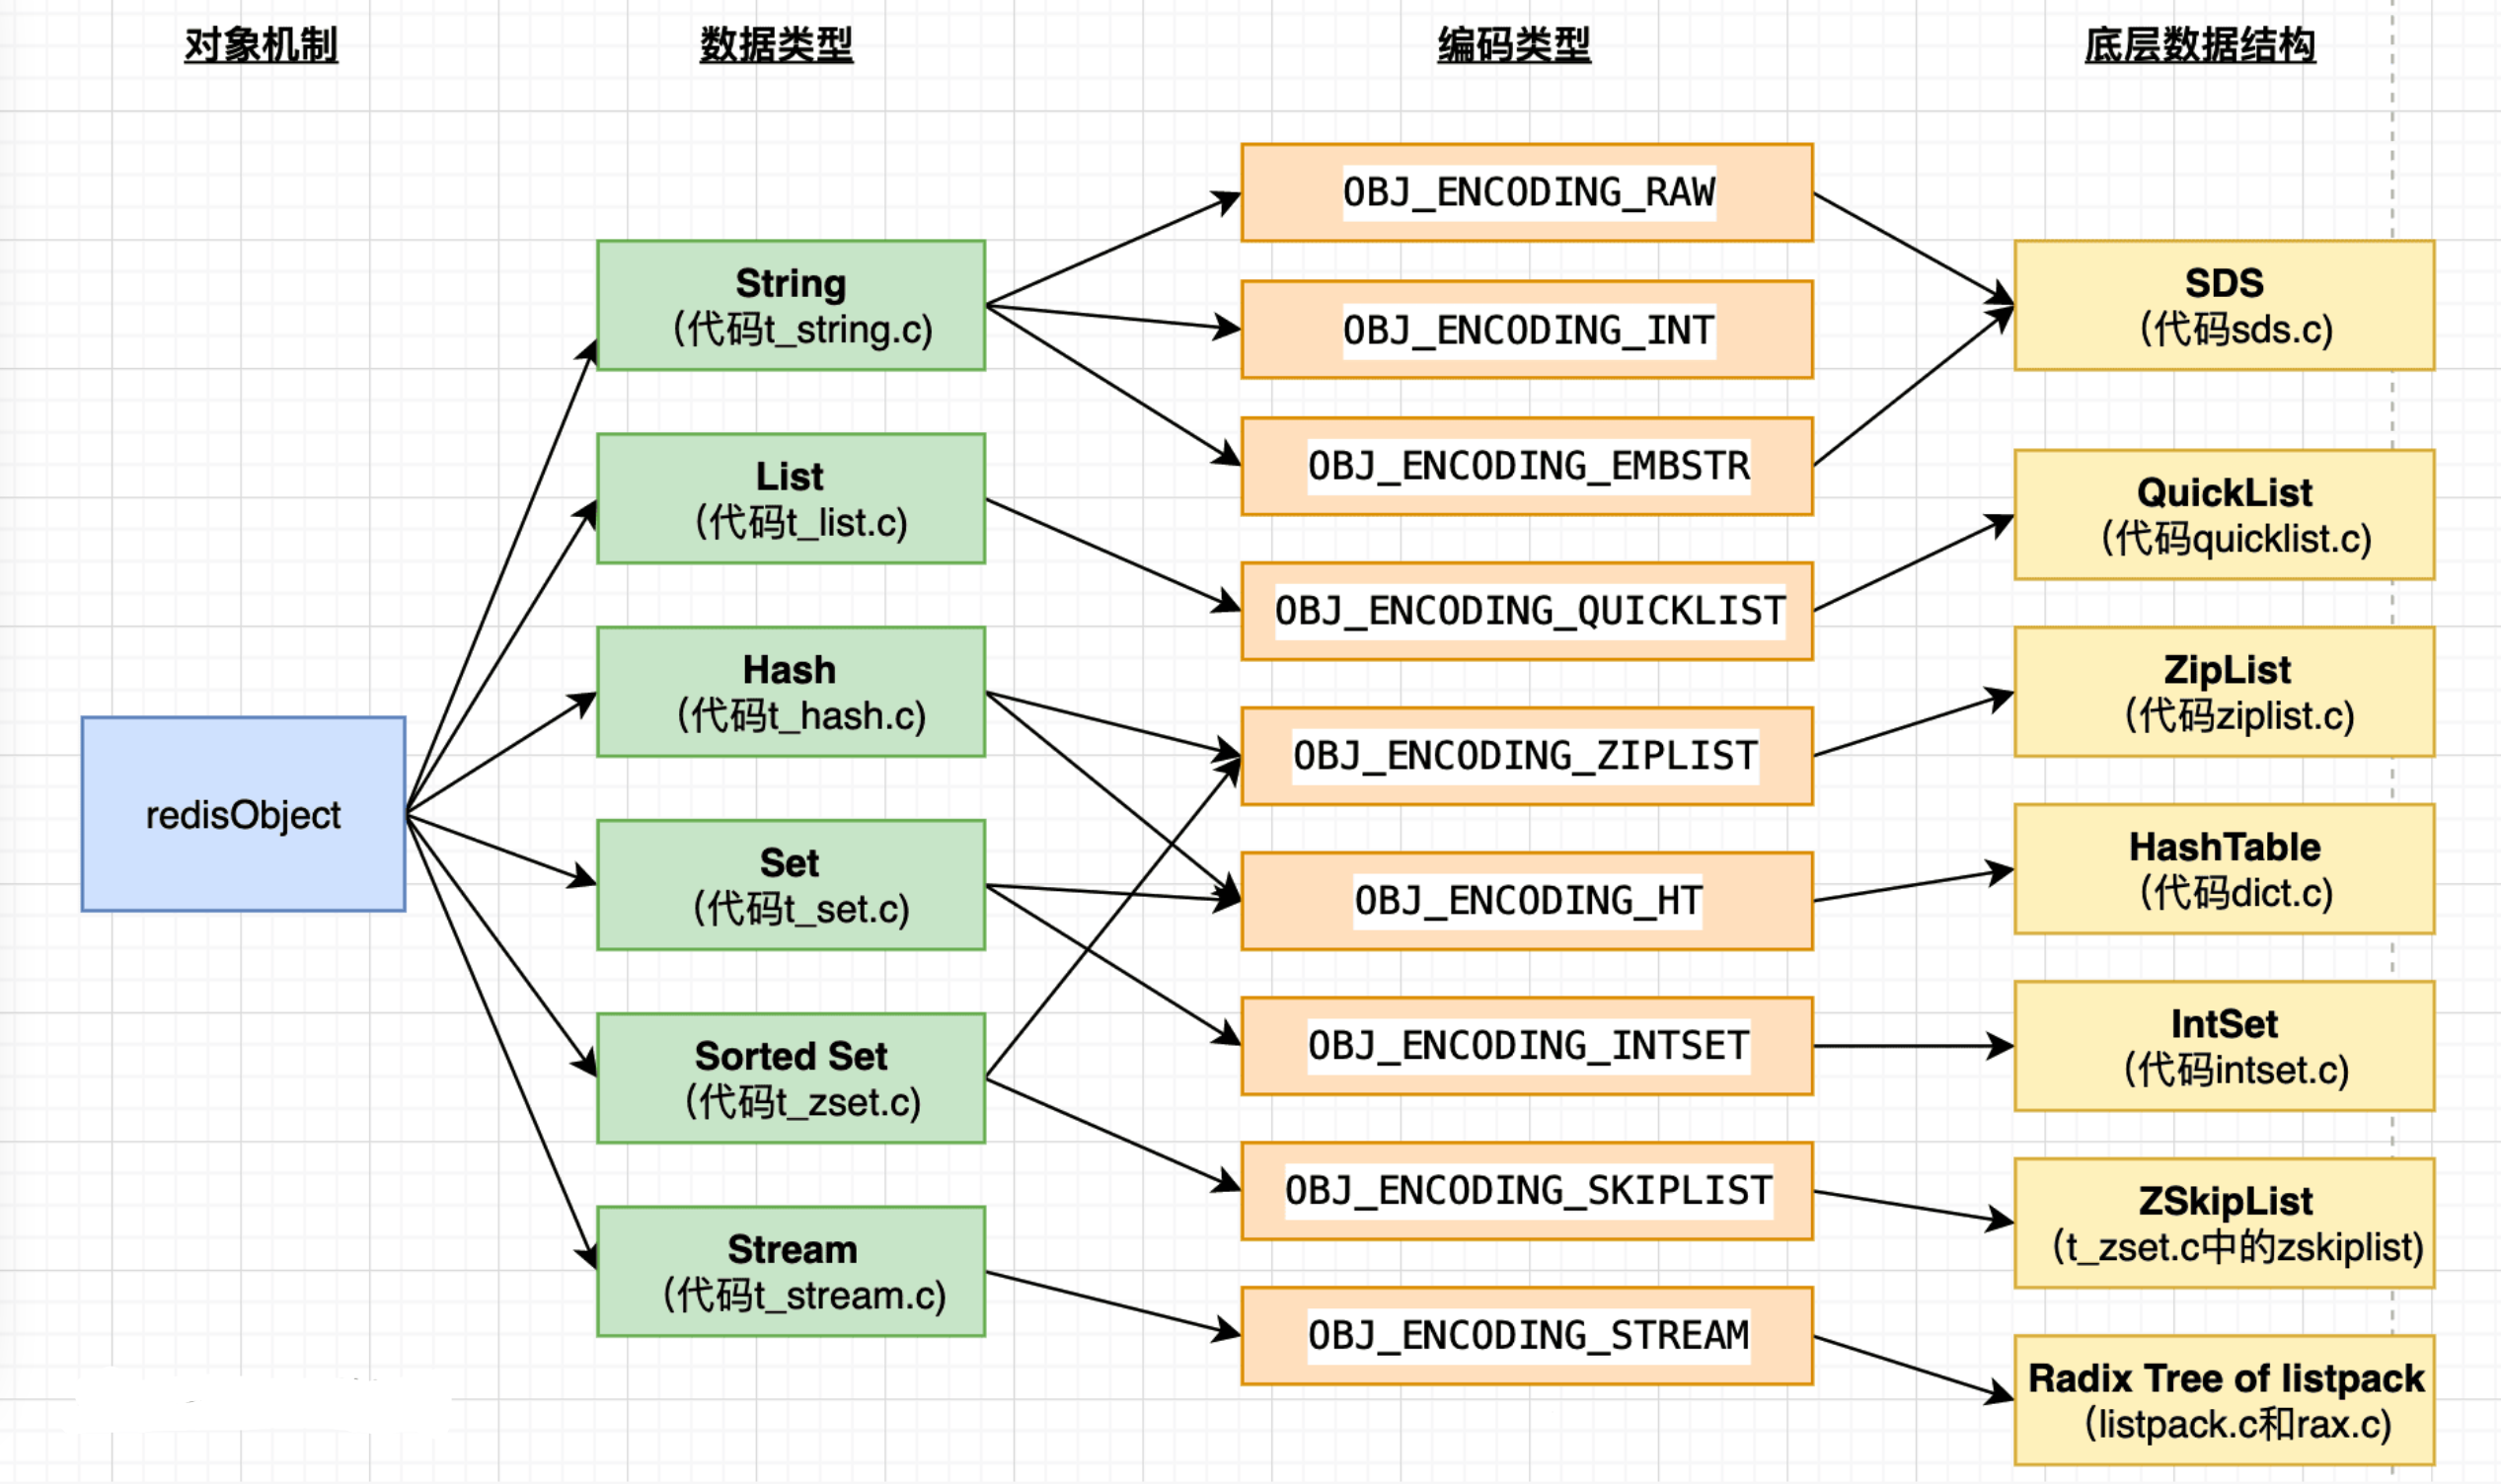 对象机制
数据类型
编码类型
底层数据结构
redisObject
String
(代码t_string.c)
List
(代码t_list.c)
Hash
(代码t_hash.c)
Set
(代码t_set.c)
Sorted Set
(代码t_zset.c)
Stream
(代码t_stream.c)
OBJ_ENCODING_RAW
OBJ_ENCODING_INT
OBJ_ENCODING_EMBSTR
OBJ_ENCODING_QUICKLIST
OBJ_ENCODING_ZIPLIST
OBJ_ENCODING_HT
OBJ_ENCODING_INTSET
OBJ_ENCODING_SKIPLIST
OBJ_ENCODING_STREAM
SDS
(代码sds.c)
QuickList
(代码quicklist.c)
ZipList
(代码ziplist.c)
HashTable
(代码dict.c)
IntSet
(代码intset.c)
ZSkipList
(t_zset.c中的zskiplist)
Radix Tree of listpack
(listpack.c和rax.c)